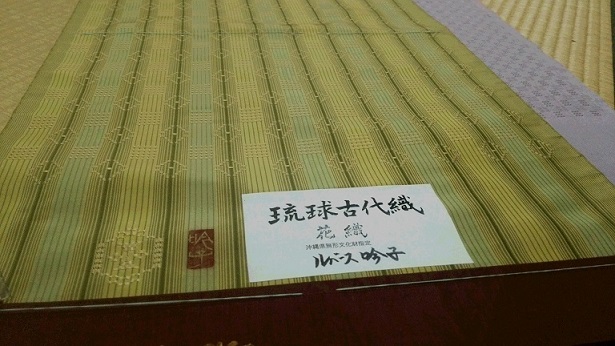 琉球古代織
花織
沖縄県無形文化財指定
ルバース吟子
吟子